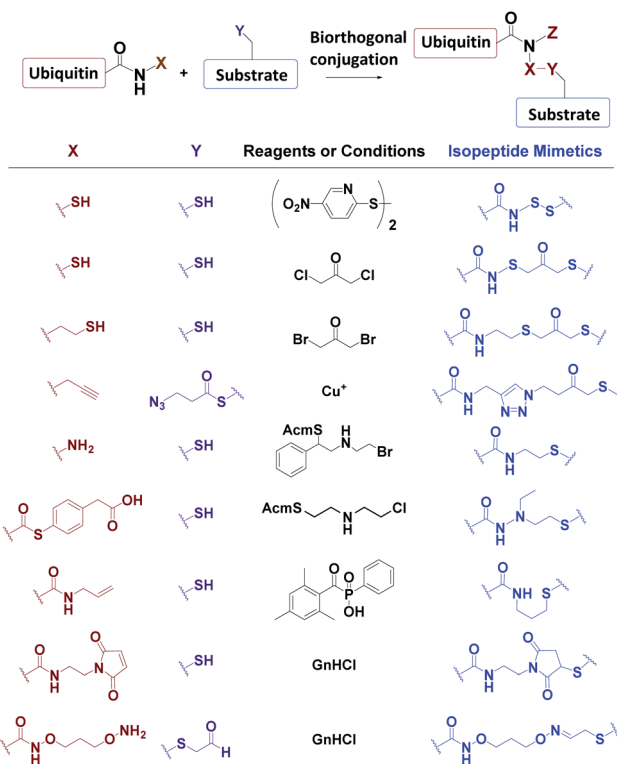 Ubiquitin
O
N
H
X
+
Y
Substrate
Biorthogonal
conjugation
Ubiquitin
O
N
Z
X
Y
Substrate
X Y Reagents or Conditions Isopeptide Mimetics
SH SH O₂N N S 2 O N H S S
SH SH Cl O Cl O N H S O S
SH SH Br O Br O N H S O S
N₃ O S Cu⁺ O N H N N=N O S
NH₂ SH AcmS H N Br O N H S
O S O OH SH AcmS N H Cl O N H N S
O N H SH O O P OH O NH S
O N H N O O SH GnHCl O N H N O O S
O N H O O NH₂ S O H GnHCl O N H O O N S